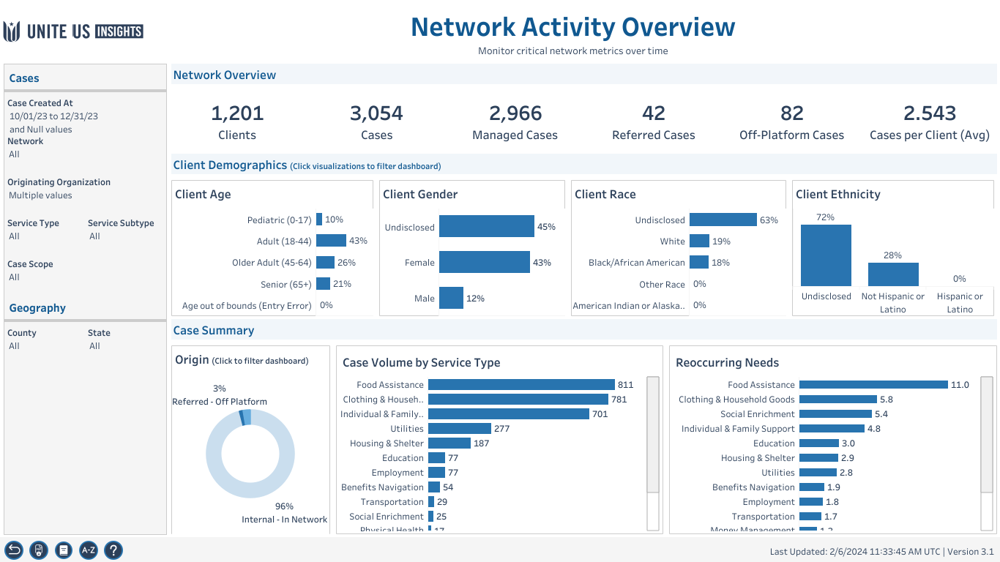 UNITE US INSIGHTS
Network Activity Overview
Monitor critical network metrics over time
Cases
Case Created At
10/01/23 to 12/31/23
and Null values
Network
All
Originating Organization
Multiple values
Service Type Service Subtype
All All
Case Scope
All
Geography
County State
All All
Network Overview
1,201 3,054 2,966 42 82 2.543
Clients Cases Managed Cases Referred Cases Off-Platform Cases Cases per Client (Avg)
Client Demographics (Click visualizations to filter dashboard)
Client Age
Pediatric (0-17) 10%
Adult (18-44) 43%
Older Adult (45-64) 26%
Senior (65+) 21%
Age out of bounds (Entry Error) 0%
Client Gender
Undisclosed 45%
Female 43%
Male 12%
Client Race
Undisclosed 63%
White 19%
Black/African American 18%
Other Race 0%
American Indian or Alaska.. 0%
Client Ethnicity
72% 28% 0%
Undisclosed Not Hispanic or Hispanic or
Latino Latino
Case Summary
Origin (Click to filter dashboard)
3%
Referred - Off Platform
96%
Internal - In Network
Case Volume by Service Type
Food Assistance 811
Clothing & Househ.. 781
Individual & Family.. 701
Utilities 277
Housing & Shelter 187
Education 77
Employment 77
Benefits Navigation 54
Transportation 29
Social Enrichment 25
Physical Health 17
Reoccurring Needs
Food Assistance 11.0
Clothing & Household Goods 5.8
Social Enrichment 5.4
Individual & Family Support 4.8
Education 3.0
Housing & Shelter 2.9
Utilities 2.8
Benefits Navigation 1.9
Employment 1.8
Transportation 1.7
Money Management
A-Z ?
Last Updated: 2/6/2024 11:33:45 AM UTC | Version 3.1